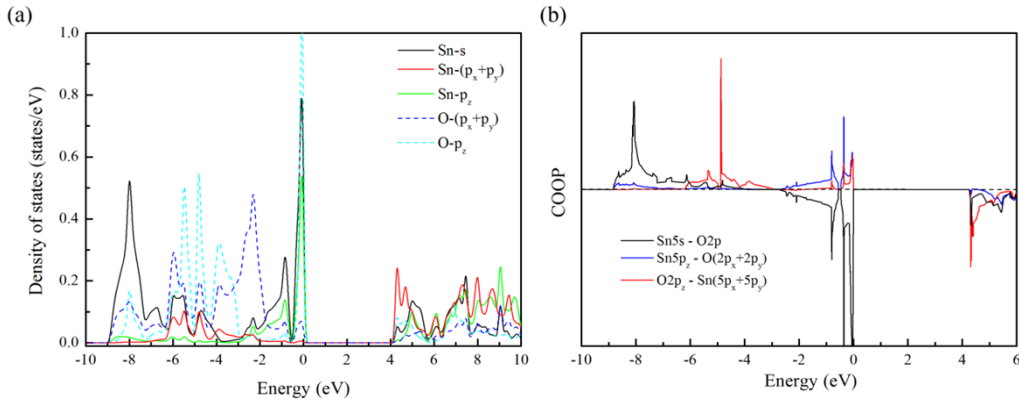 (a)
1.0
0.8
0.6
0.4
0.2
0.0
Density of states (states/eV)
Sn-s
Sn-(px+py)
Sn-pz
O-(px+py)
O-pz
-10 -8 -6 -4 -2 0 2 4 6 8 10
Energy (eV)
(b)
COOP
Sn5s - O2p
Sn5pz - O(2px+2py)
O2pz - Sn(5px+5py)
-10 -8 -6 -4 -2 0 2 4 6
Energy (eV)